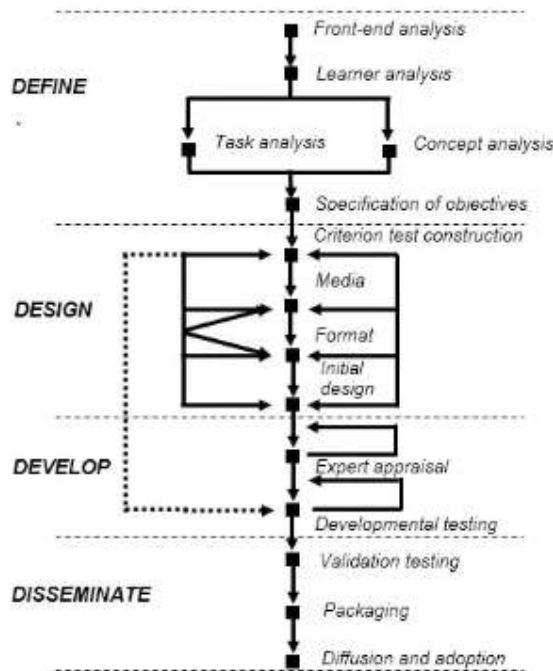 Front-end analysis
Learner analysis
DEFINE
Task analysis
Concept analysis
Specification of objectives
Criterion test construction
Media
DESIGN
Format
Initial
design
DEVELOP
Expert appraisal
Developmental testing
Validation testing
DISSEMINATE
Packaging
Diffusion and adoption